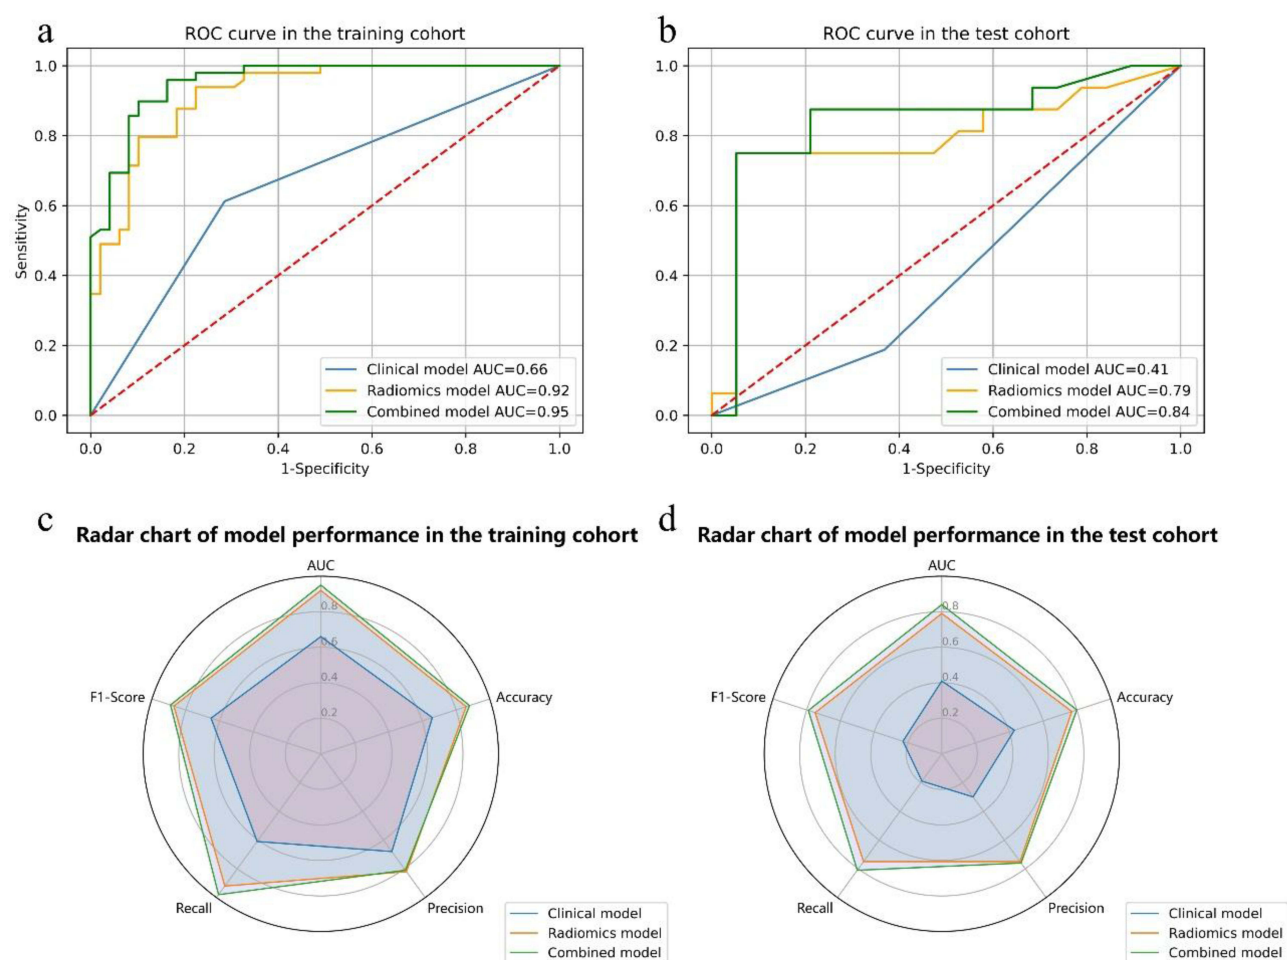 a
ROC curve in the training cohort
1.0
0.8
0.6
0.4
0.2
0.0
Sensitivity
0.0 0.2 0.4 0.6 0.8 1.0
1-Specificity
Clinical model AUC=0.66
Radiomics model AUC=0.92
Combined model AUC=0.95
b
ROC curve in the test cohort
1.0
0.8
0.6
0.4
0.2
0.0
0.0 0.2 0.4 0.6 0.8 1.0
1-Specificity
Clinical model AUC=0.41
Radiomics model AUC=0.79
Combined model AUC=0.84
c
Radar chart of model performance in the training cohort
AUC
0.8
0.6
0.4
0.2
F1-Score
Accuracy
Recall
Precision
Clinical model
Radiomics model
Combined model
d
Radar chart of model performance in the test cohort
AUC
0.8
0.6
0.4
0.2
F1-Score
Accuracy
Recall
Precision
Clinical model
Radiomics model
Combined model